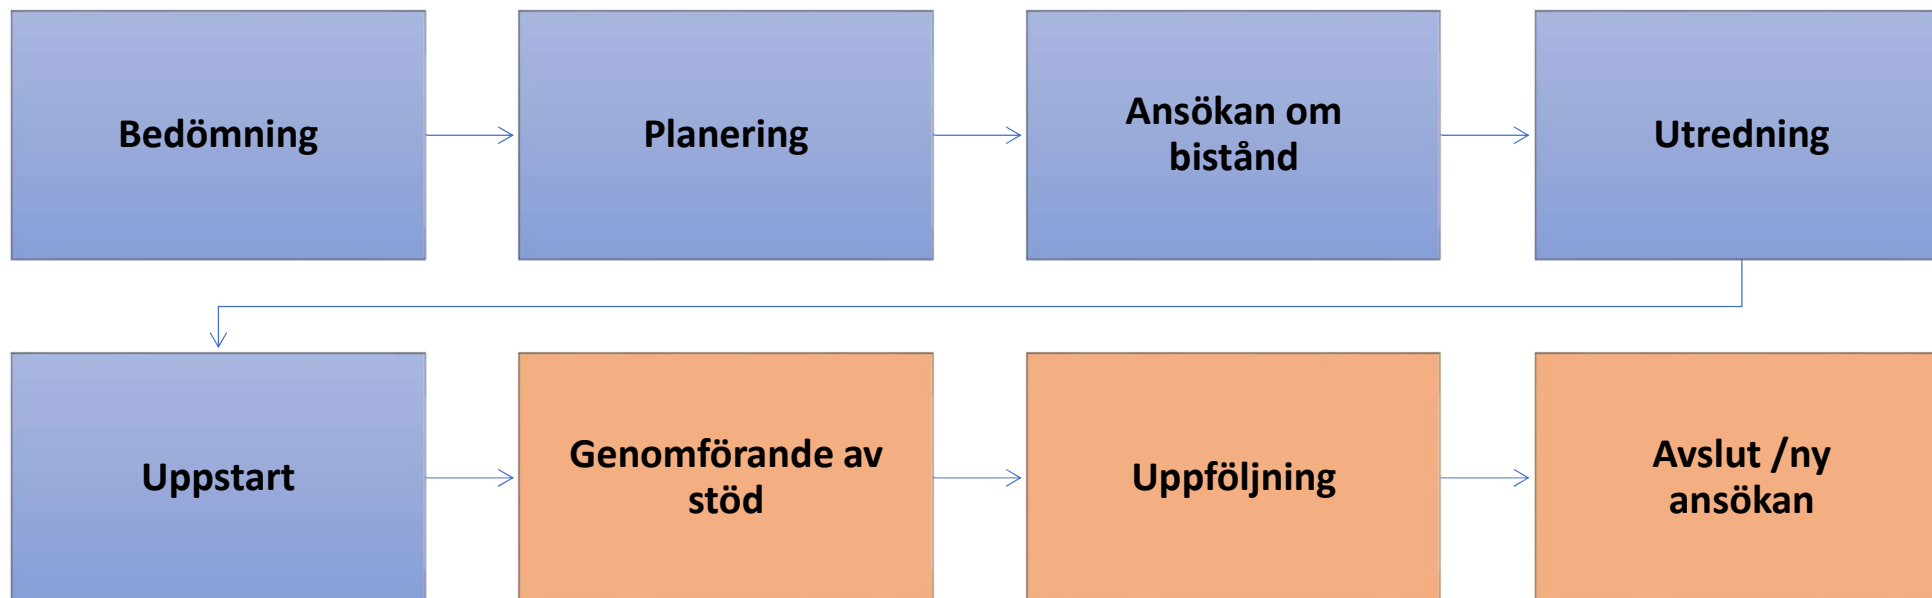 Bedömning
Planering
Ansökan om
bistånd
Utredning
Uppstart
Genomförande av
stöd
Uppföljning
Avslut /ny
ansökan